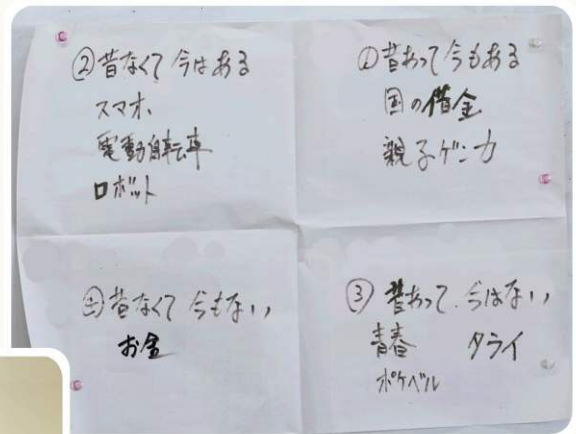 ①昔あって今もある
国の借金
親子ゲンカ
②昔なくて 今はある
スマホ
電動自転車
ロボット
③昔あって、今はない
青春 タライ
ポケベル
④昔なくて 今もない
お金